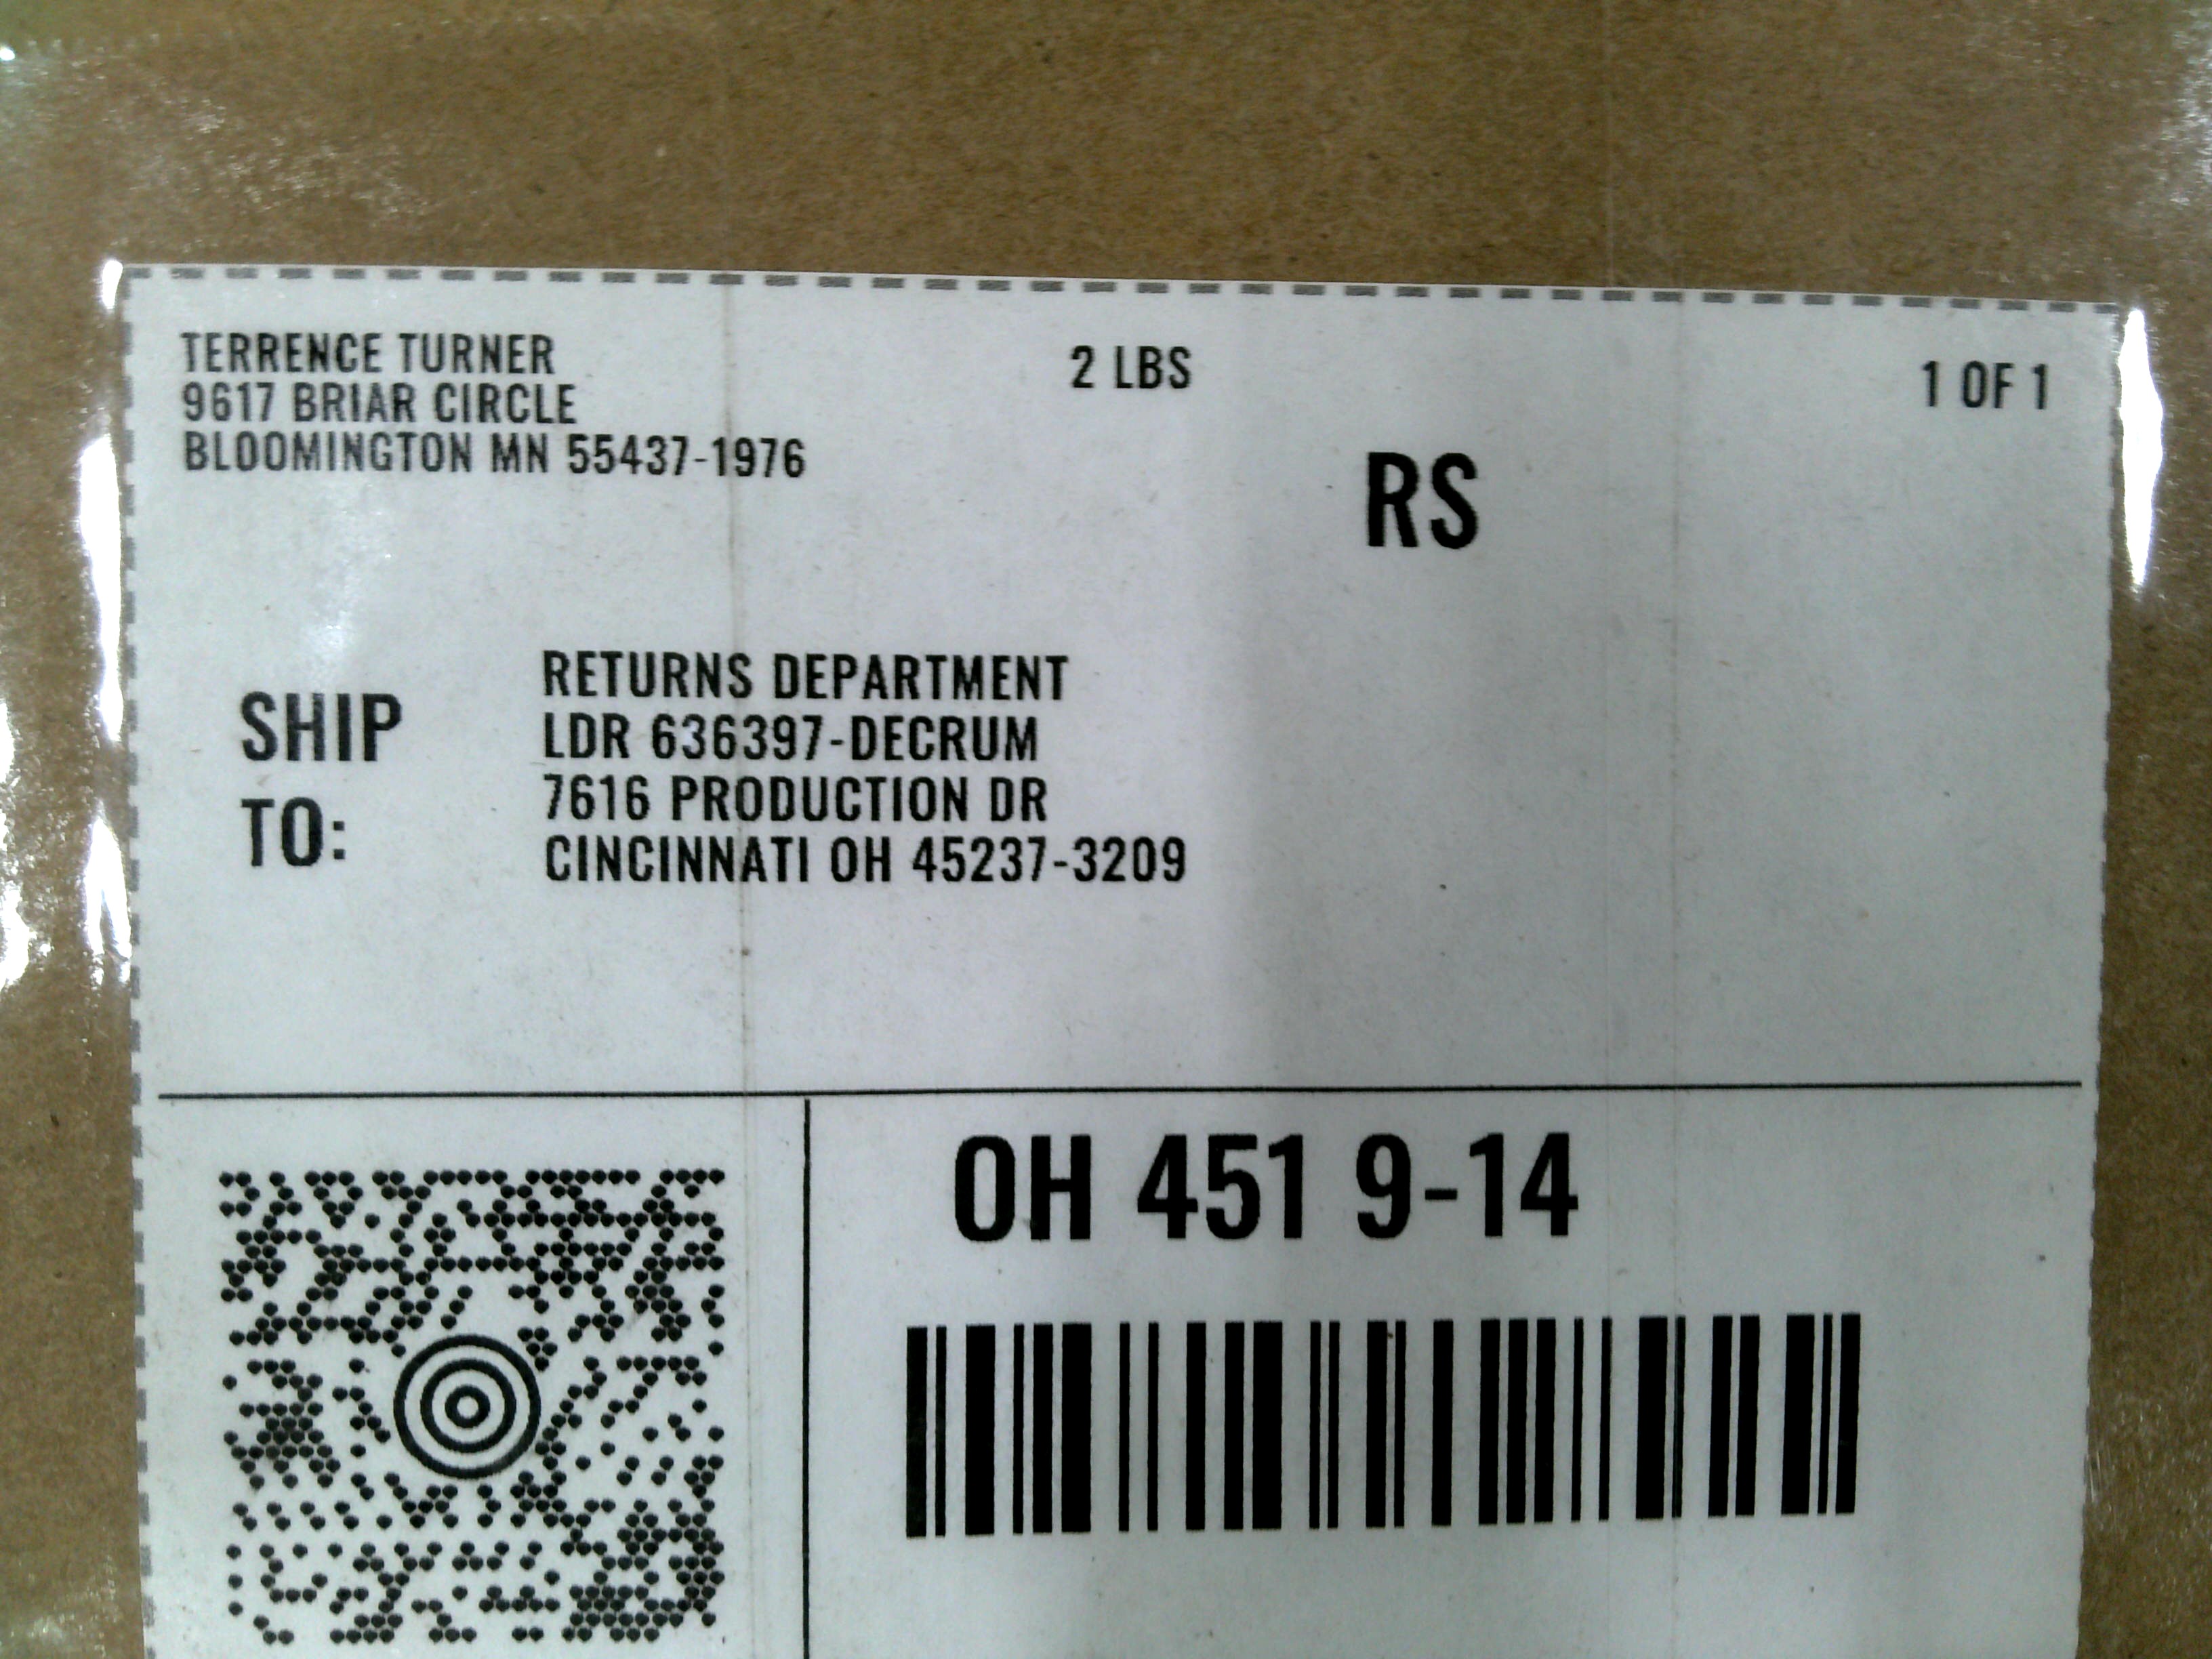 TERRENCE TURNER
9617 BRIAR CIRCLE
BLOOMINGTON MN 55437-1976
2 LBS
1 OF 1
RS
SHIP
TO:
RETURNS DEPARTMENT
LDR 636397-DECRUM
7616 PRODUCTION DR
CINCINNATI OH 45237-3209
OH 451 9-14